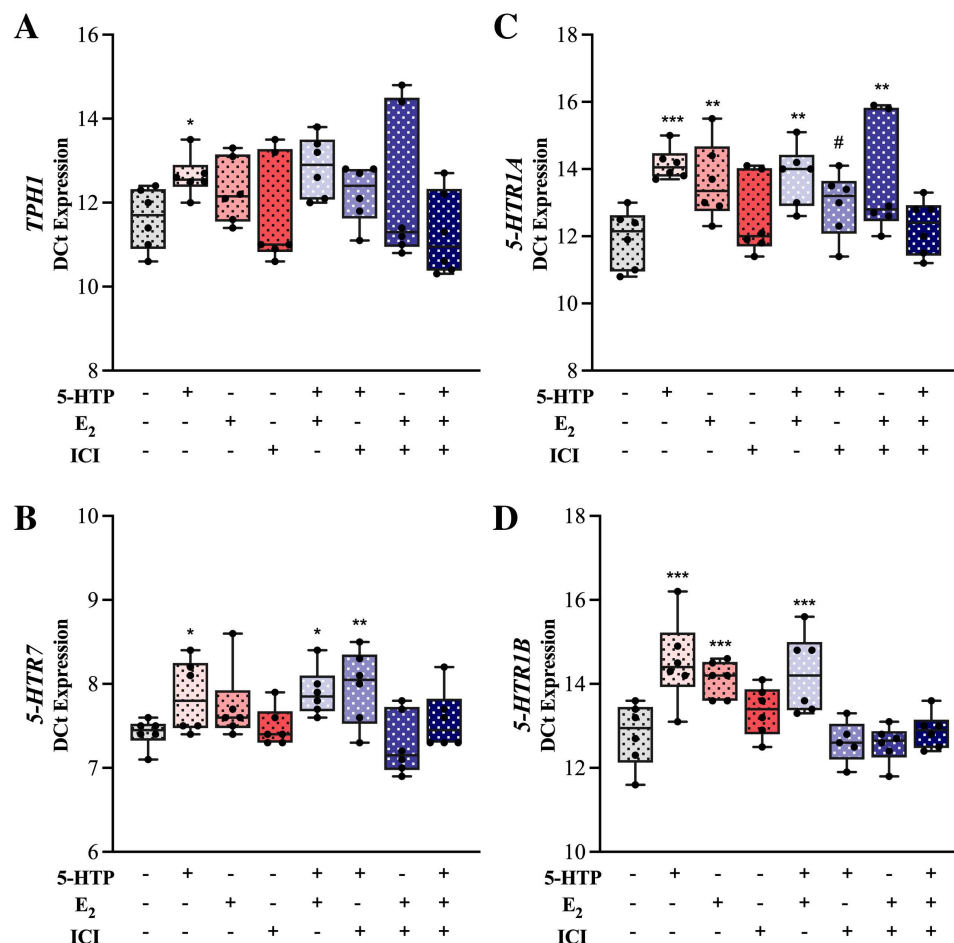 A
TPH1
DCt Expression
16
14
12
10
8
*
5-HTP - + - - + + - +
E2 - - + - + - + +
ICI - - - + - + + +
C
5-HTR1A
DCt Expression
18
16
14
12
10
*** ** ** # **
5-HTP - + - - + + - +
E2 - - + - + - + +
ICI - - - + - + + +
B
5-HTR7
DCt Expression
10
9
8
7
6
* * **
5-HTP - + - - + + - +
E2 - - + - + - + +
ICI - - - + - + + +
D
5-HTR1B
DCt Expression
18
16
14
12
10
*** *** ***
5-HTP - + - - + + - +
E2 - - + - + - + +
ICI - - - + - + + +